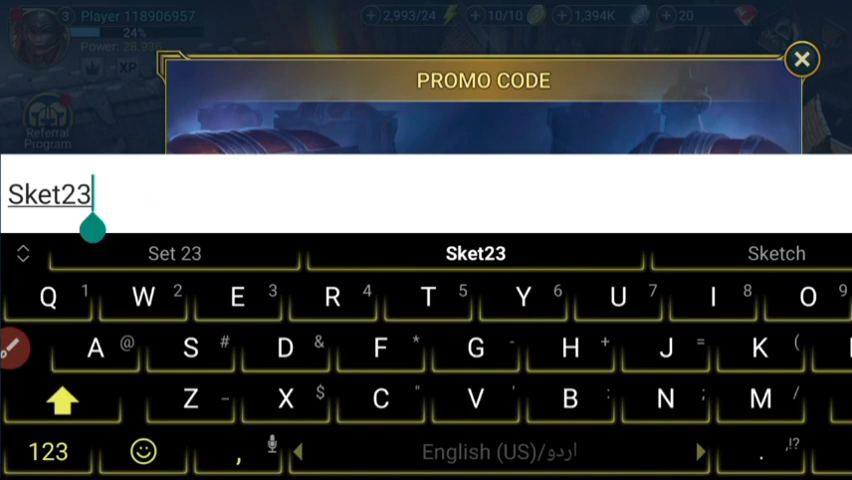 3 Player 118906957
2,993/24 10/10 1,394K 20
24%
Power: 28,93
XP
PROMO CODE
Referral
Program
Sket23
Set 23 Sket23 Sketch
Q 1 W 2 E 3 R 4 T 5 Y 6 U 7 I 8 O 9
A @ S # D & F * G - H + J = K (
Z _ X $ C " V ' B : N ; M /
123 , English (US)/اردو . ,!?